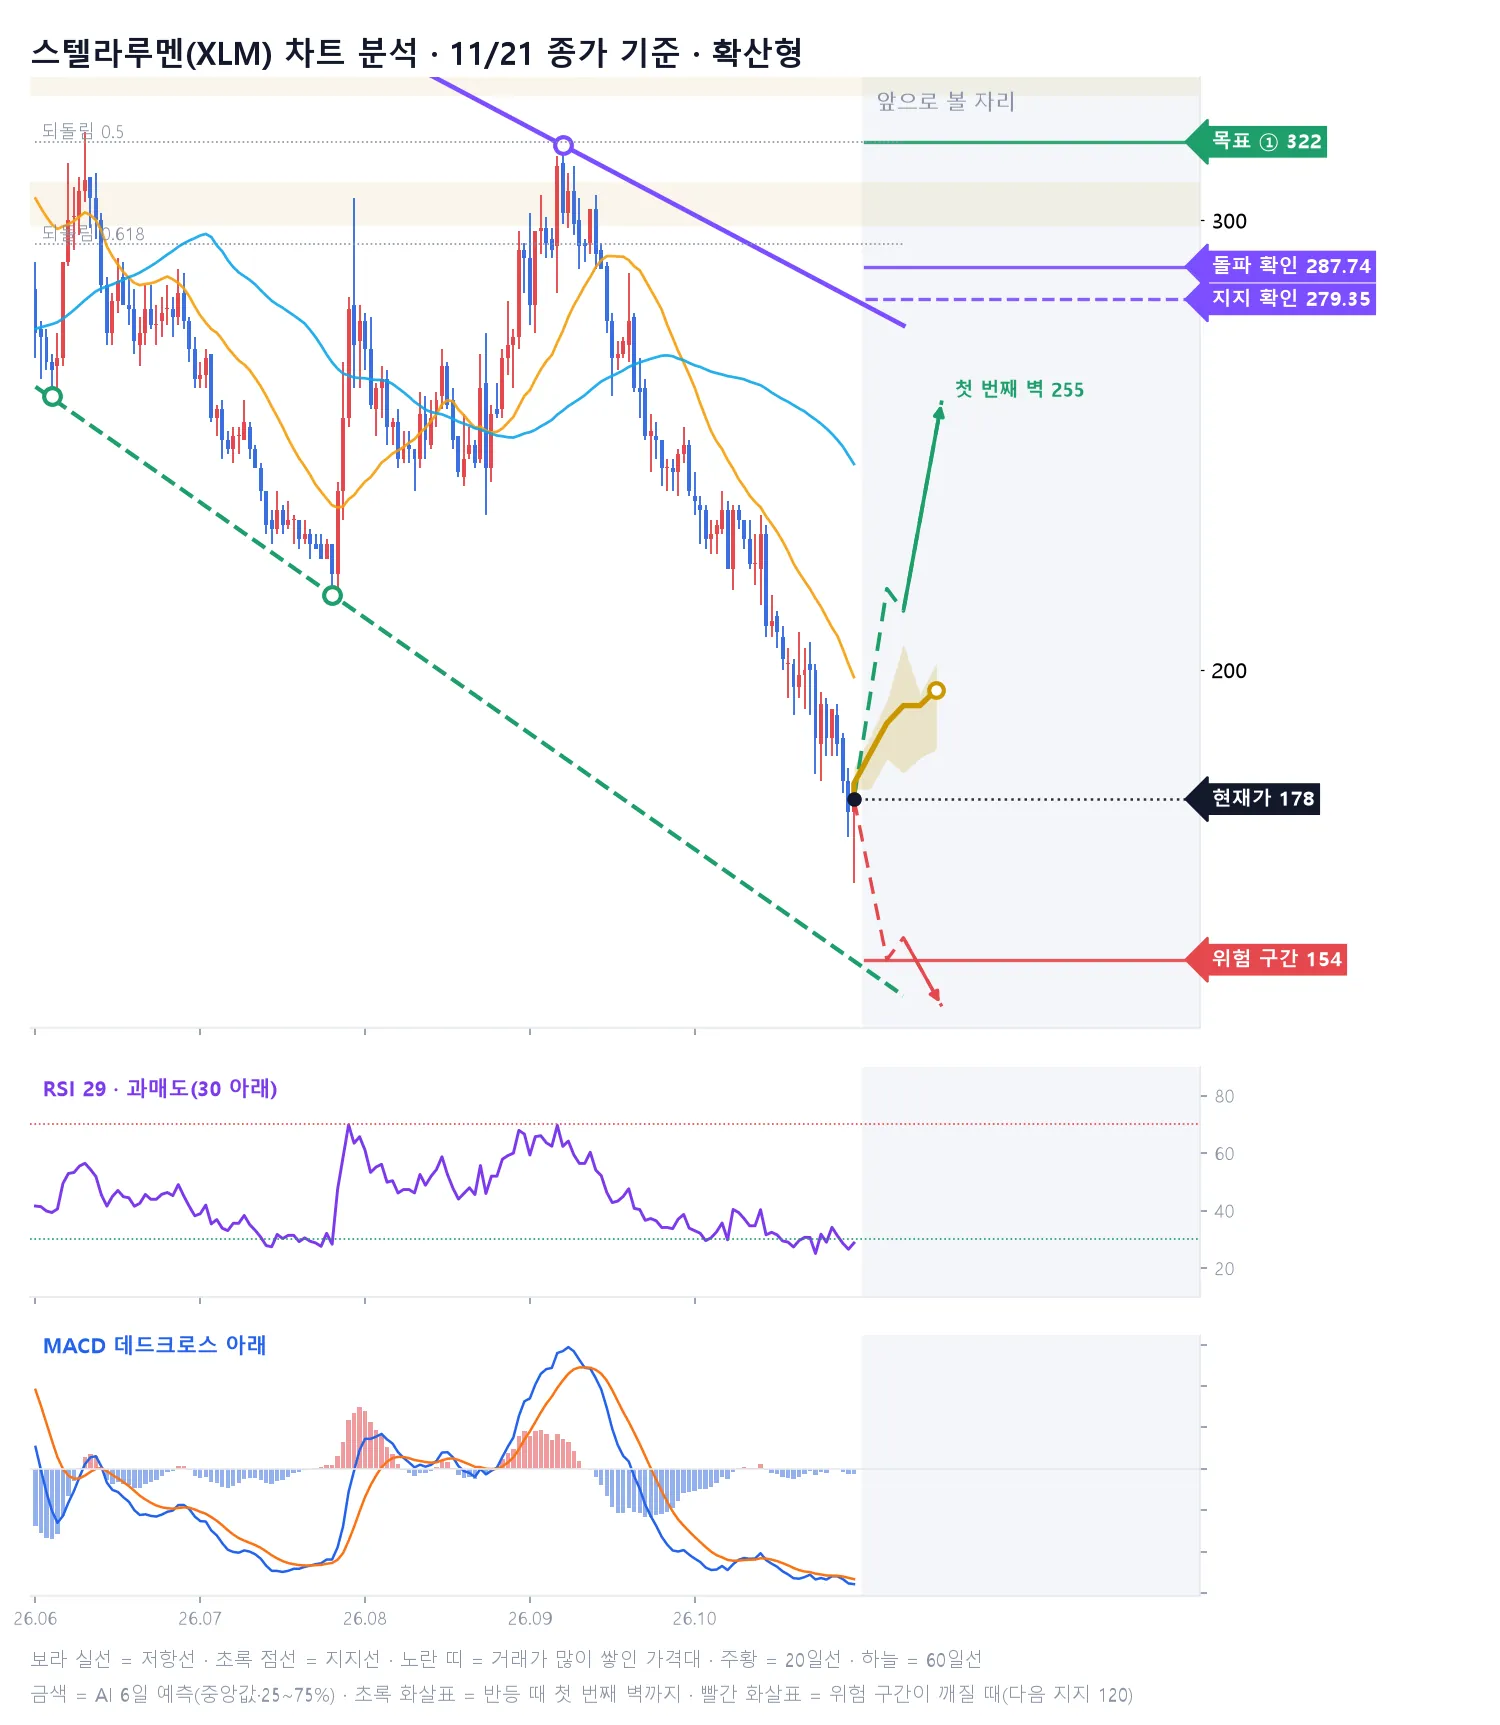 스텔라루멘(XLM) 차트 분석 · 11/21 종가 기준 · 확산형
앞으로 볼 자리
되돌림 0.5
목표 ① 322
300
되돌림 0.618
돌파 확인 287.74
지지 확인 279.35
첫 번째 벽 255
200
현재가 178
위험 구간 154
RSI 29 · 과매도(30 아래)
80
60
40
20
MACD 데드크로스 아래
26.06 26.07 26.08 26.09 26.10
보라 실선 = 저항선 · 초록 점선 = 지지선 · 노란 띠 = 거래가 많이 쌓인 가격대 · 주황 = 20일선 · 하늘 = 60일선
금색 = AI 6일 예측(중앙값·25~75%) · 초록 화살표 = 반등 때 첫 번째 벽까지 · 빨간 화살표 = 위험 구간이 깨질 때(다음 지지 120)